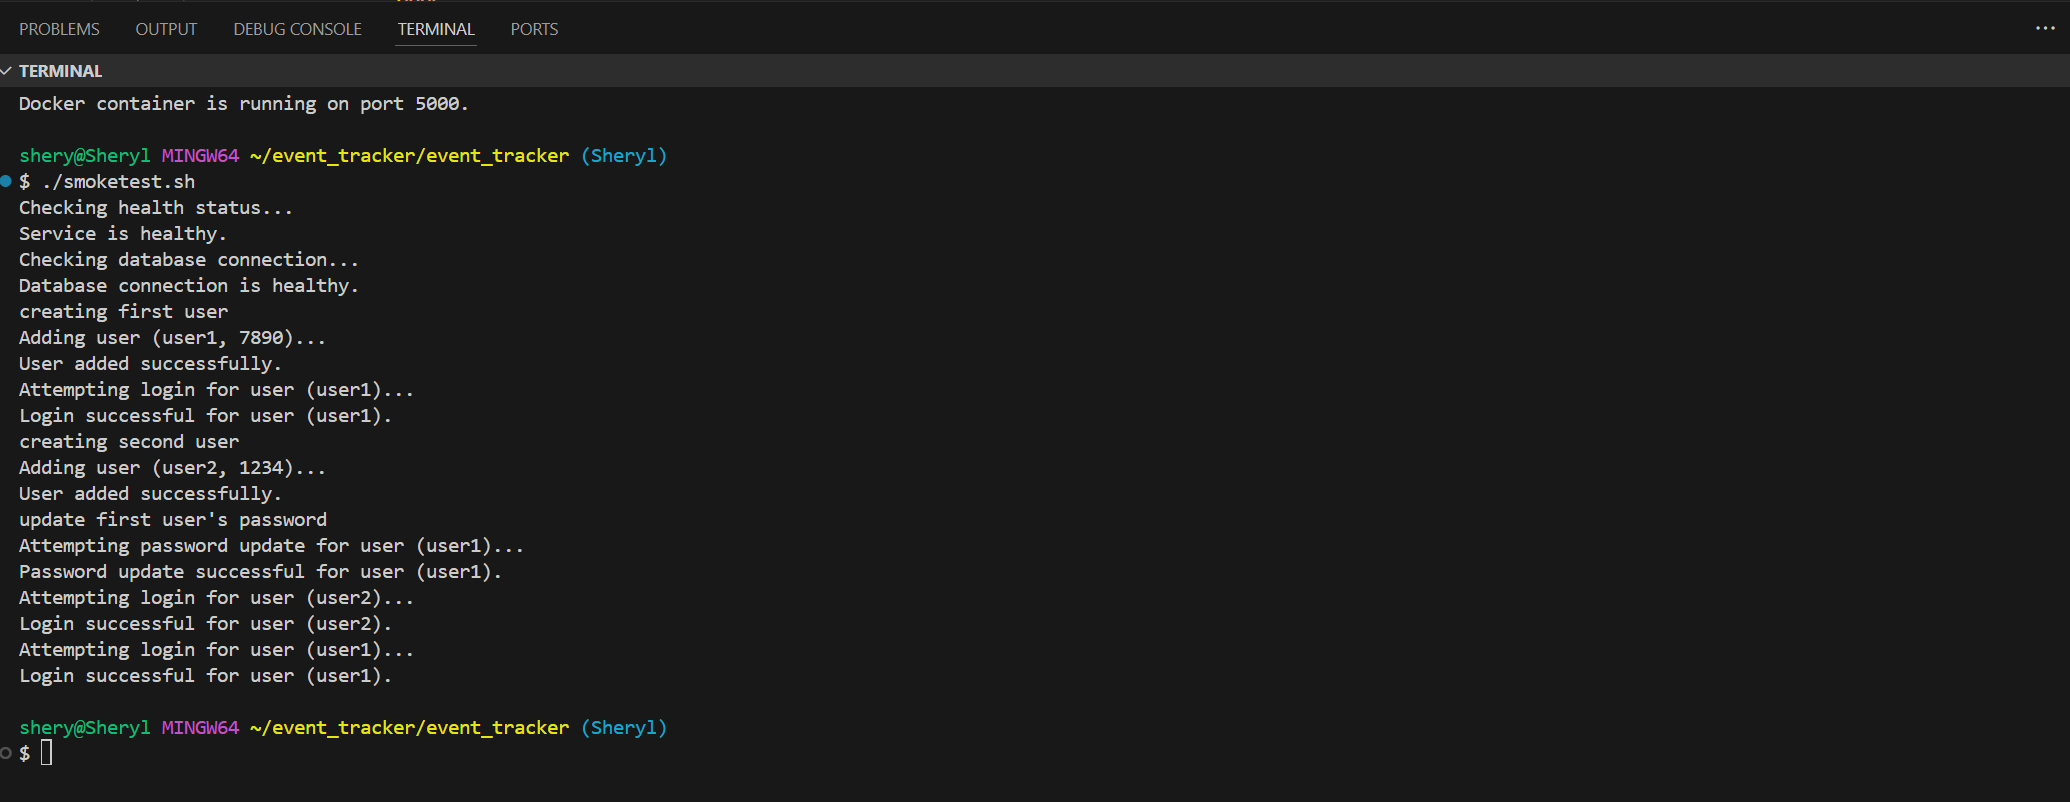 PROBLEMS OUTPUT DEBUG CONSOLE TERMINAL PORTS ...
TERMINAL
Docker container is running on port 5000.
shery@Sheryl MINGW64 ~/event_tracker/event_tracker (Sheryl)
$ ./smoketest.sh
Checking health status...
Service is healthy.
Checking database connection...
Database connection is healthy.
creating first user
Adding user (user1, 7890)...
User added successfully.
Attempting login for user (user1)...
Login successful for user (user1).
creating second user
Adding user (user2, 1234)...
User added successfully.
update first user's password
Attempting password update for user (user1)...
Password update successful for user (user1).
Attempting login for user (user2)...
Login successful for user (user2).
Attempting login for user (user1)...
Login successful for user (user1).
shery@Sheryl MINGW64 ~/event_tracker/event_tracker (Sheryl)
$